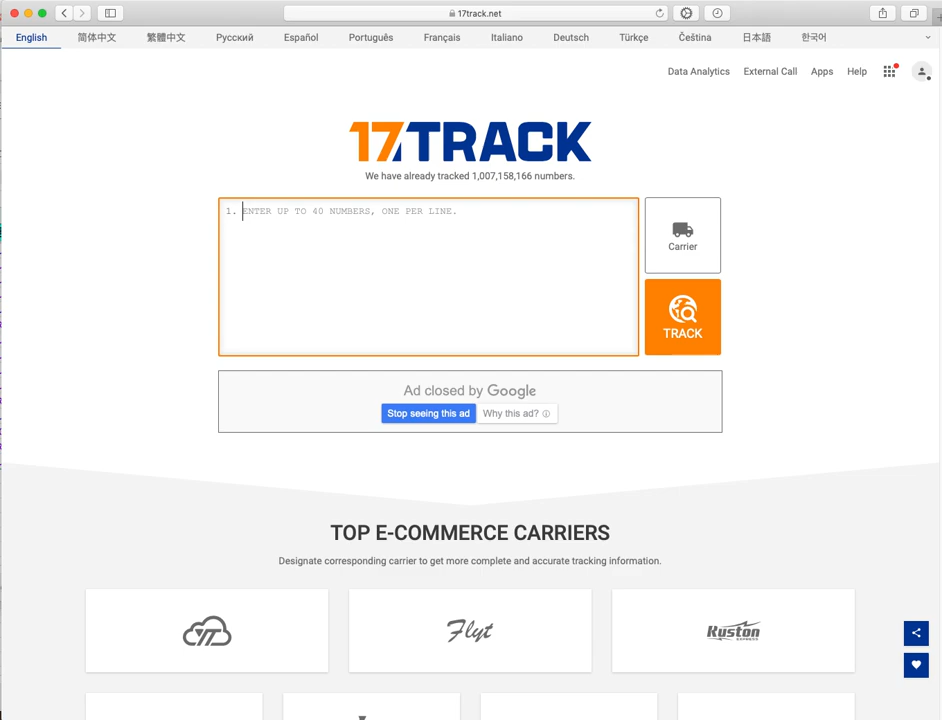 17track.net
English 简体中文 繁體中文 Русский Español Português Français Italiano Deutsch Türkçe Čeština 日本語 한국어
Data Analytics External Call Apps Help
17TRACK
We have already tracked 1,007,158,166 numbers.
1. ENTER UP TO 40 NUMBERS, ONE PER LINE.
Carrier
TRACK
Ad closed by Google
Stop seeing this ad Why this ad?
TOP E-COMMERCE CARRIERS
Designate corresponding carrier to get more complete and accurate tracking information.
YT Flyt Ruston
EXPRESS